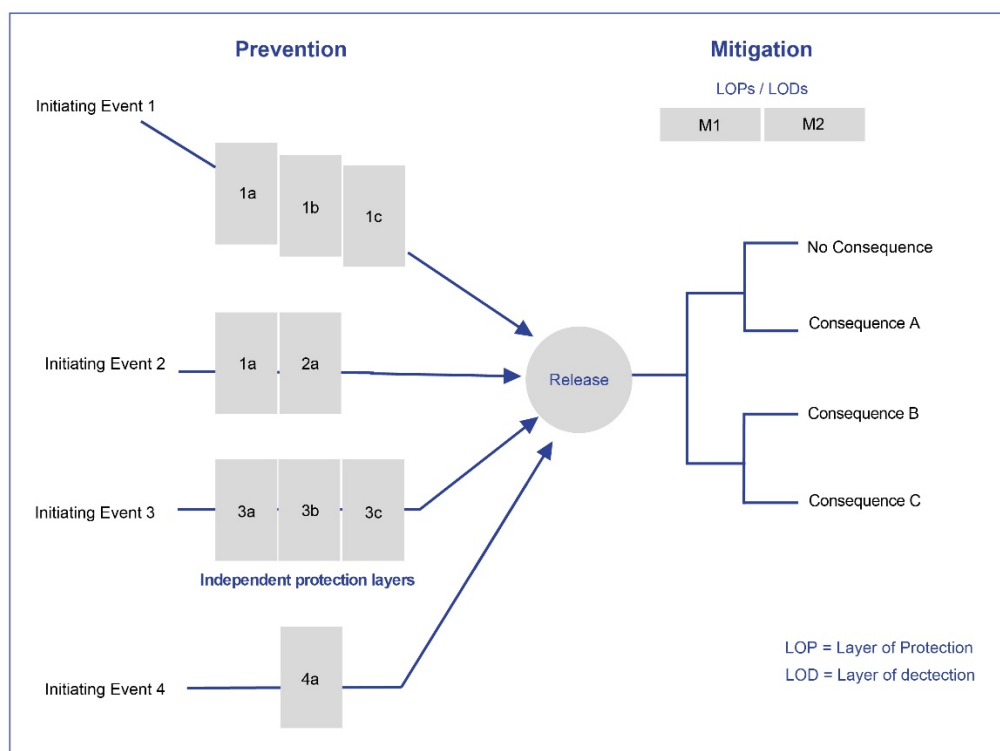 Prevention
Mitigation
LOPs / LODs
M1
M2
Initiating Event 1
1a
1b
1c
No Consequence
Consequence A
Initiating Event 2
1a
2a
Release
Consequence B
Initiating Event 3
3a
3b
3c
Consequence C
Independent protection layers
Initiating Event 4
4a
LOP = Layer of Protection
LOD = Layer of dectection